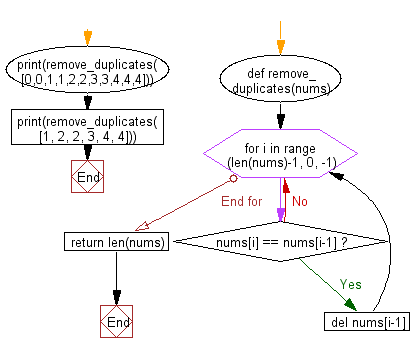 print(remove_duplicates(
[0,0,1,1,2,2,3,3,4,4,4]))
print(remove_duplicates(
[1, 2, 2, 3, 4, 4]))
End
def remove_
duplicates(nums)
for i in range
(len(nums)-1, 0, -1)
End for
No
return len(nums)
nums[i] == nums[i-1] ?
Yes
End
del nums[i-1]